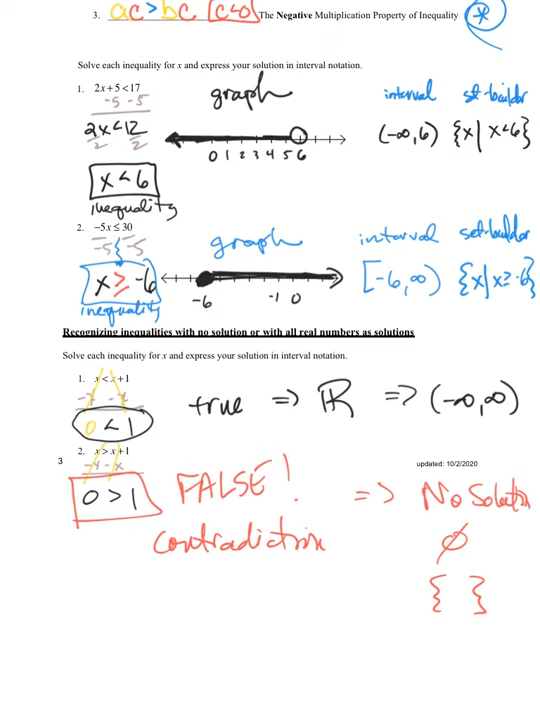 3. ac > bc [c<0] The Negative Multiplication Property of Inequality *
Solve each inequality for x and express your solution in interval notation.
1. 2x + 5 < 17 graph interval set-builder
-5 -5
2x < 12 (-∞, 6) {x | x < 6}
2 2
0 1 2 3 4 5 6
x < 6
inequality
2. -5x ≤ 30 graph interval set-builder
-5 -5
x ≥ -6 [-6, ∞) {x | x ≥ -6}
-6 -1 0
inequality
Recognizing inequalities with no solution or with all real numbers as solutions
Solve each inequality for x and express your solution in interval notation.
1. x < x + 1
-x -x
0 < 1 true => ℝ => (-∞, ∞)
2. x > x + 1
3 updated: 10/2/2020
-x -x
0 > 1 FALSE! => No Solution
contradiction ∅
{ }